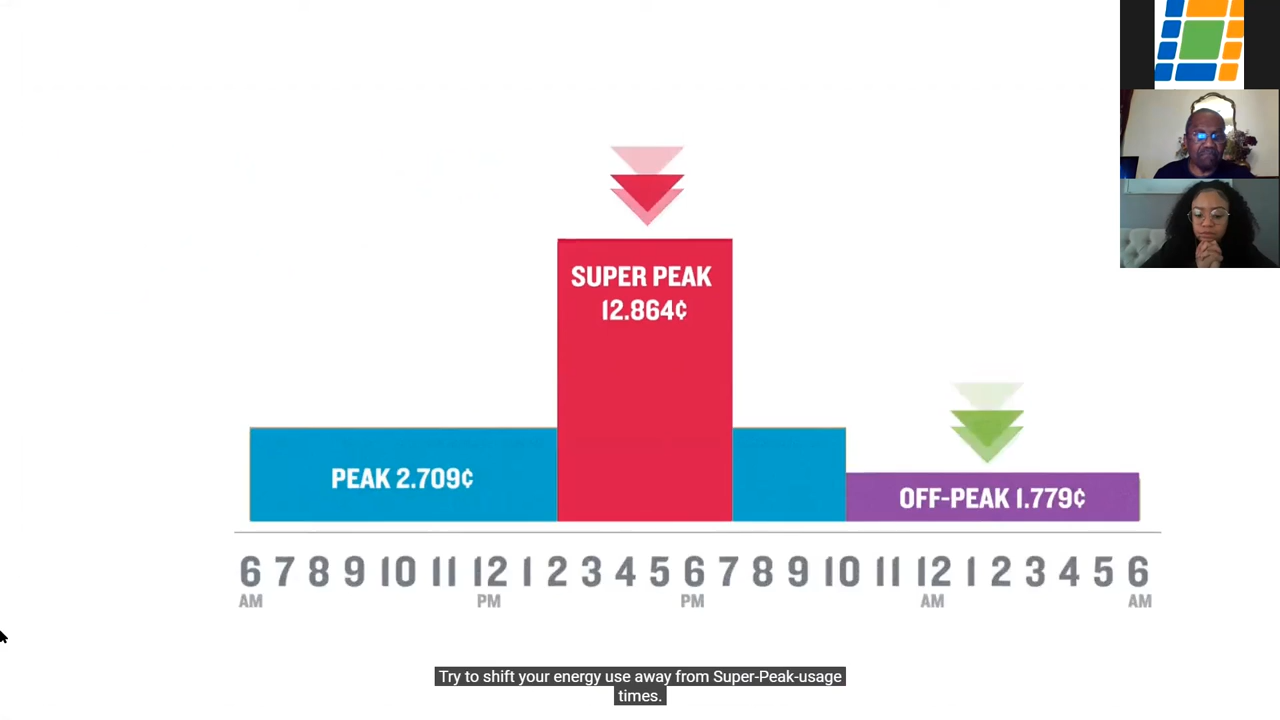 SUPER PEAK
12.864¢
PEAK 2.709¢
OFF-PEAK 1.779¢
6 7 8 9 10 11 12 1 2 3 4 5 6 7 8 9 10 11 12 1 2 3 4 5 6
AM PM PM AM AM
Try to shift your energy use away from Super-Peak-usage
times.